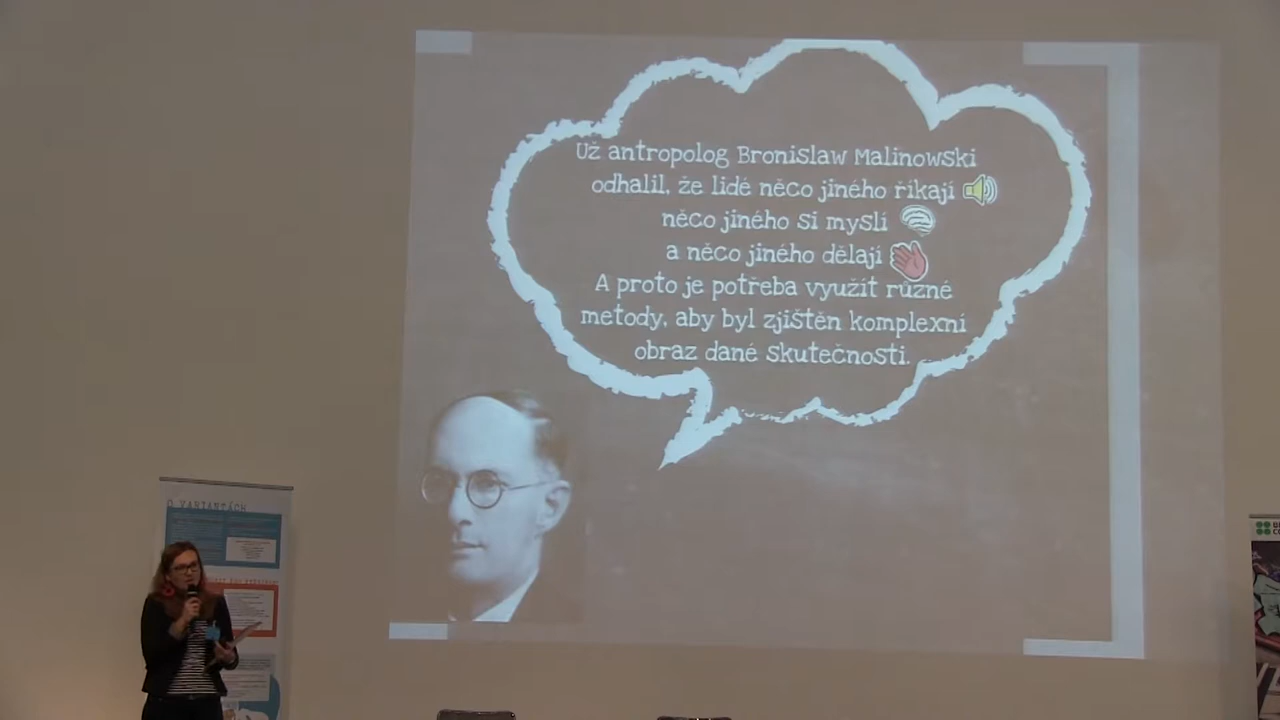 Už antropolog Bronislaw Malinowski
odhalil, že lidé něco jiného říkají
něco jiného si myslí
a něco jiného dělají
A proto je potřeba využít různé
metody, aby byl zjištěn komplexní
obraz dané skutečnosti.
O VARIANTÁCH